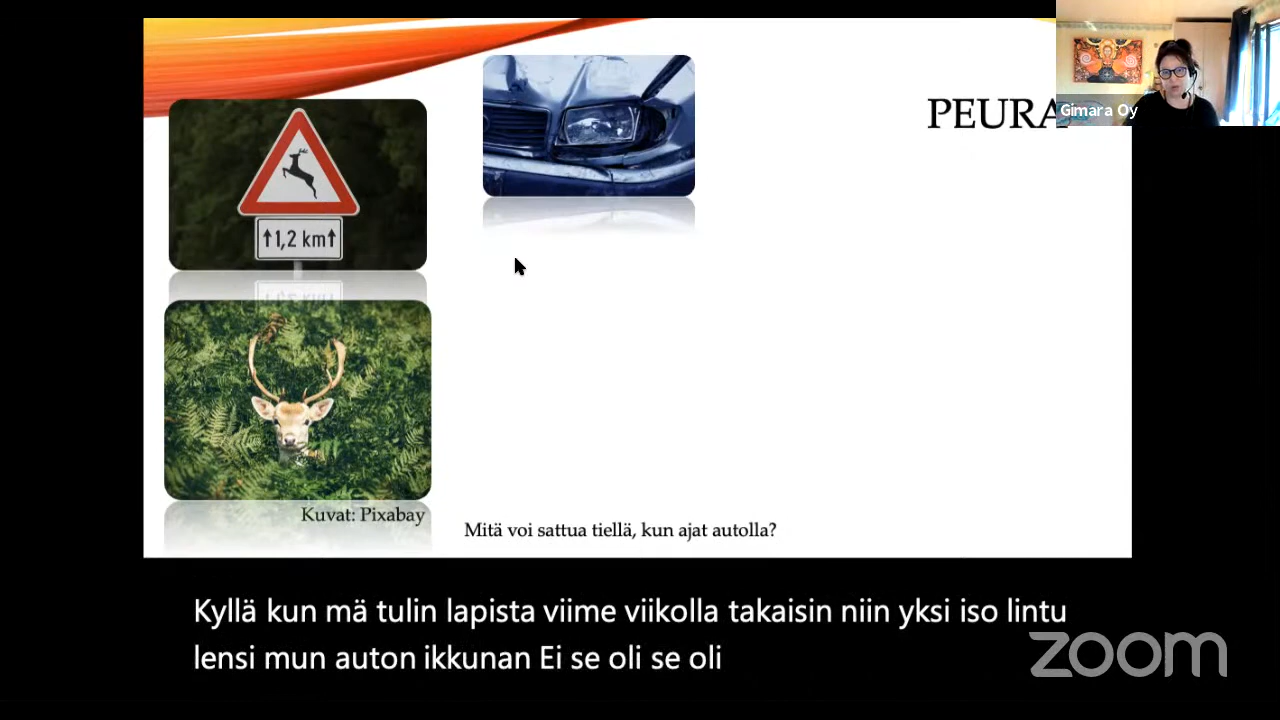 PEURA
Gimara Oy
↑1,2 km↑
Kuvat: Pixabay
Mitä voi sattua tiellä, kun ajat autolla?
Kyllä kun mä tulin lapista viime viikolla takaisin niin yksi iso lintu
lensi mun auton ikkunan Ei se oli se oli
zoom